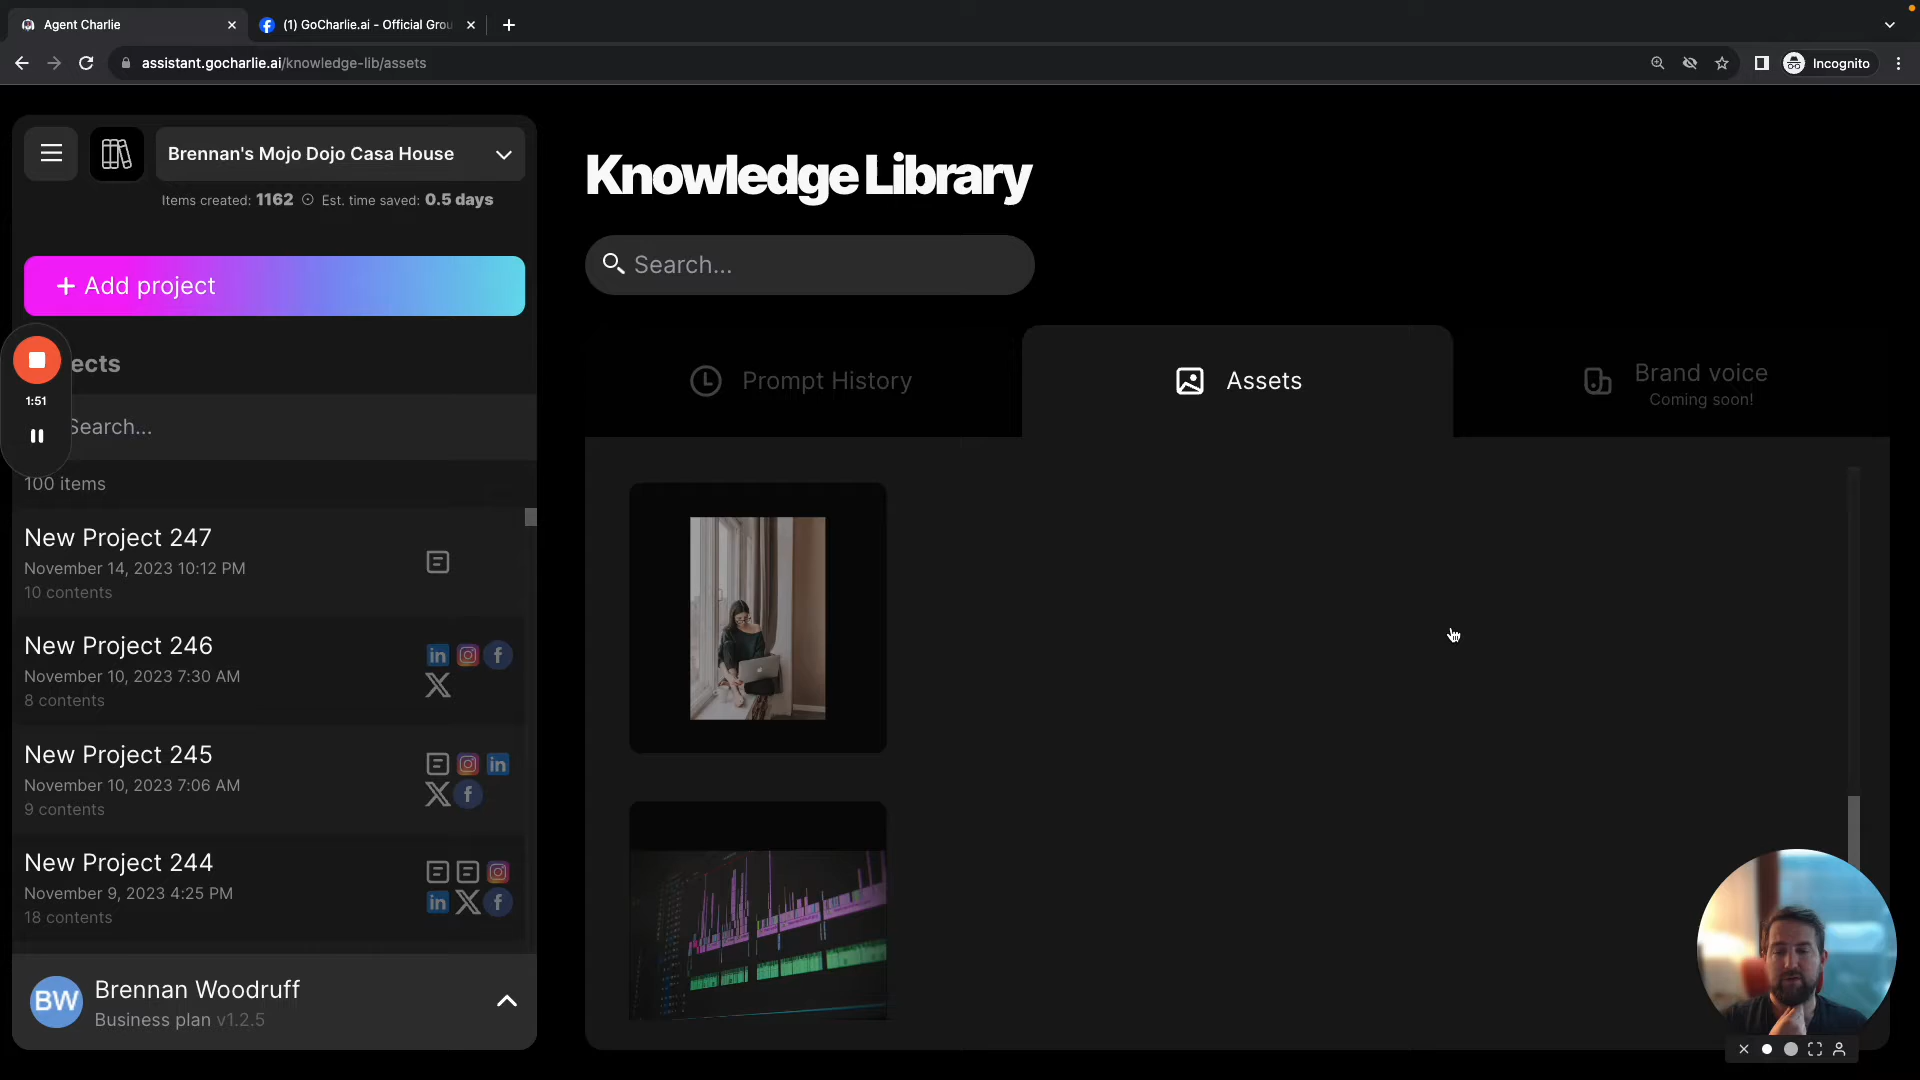 Agent Charlie
(1) GoCharlie.ai - Official Grou
assistant.gocharlie.ai/knowledge-lib/assets
Incognito
Brennan's Mojo Dojo Casa House
Items created: 1162
Est. time saved: 0.5 days
+ Add project
ects
1:51
Search...
100 items
New Project 247
November 14, 2023 10:12 PM
10 contents
New Project 246
November 10, 2023 7:30 AM
8 contents
New Project 245
November 10, 2023 7:06 AM
9 contents
New Project 244
November 9, 2023 4:25 PM
18 contents
BW
Brennan Woodruff
Business plan v1.2.5
Knowledge Library
Search...
Prompt History
Assets
Brand voice
Coming soon!